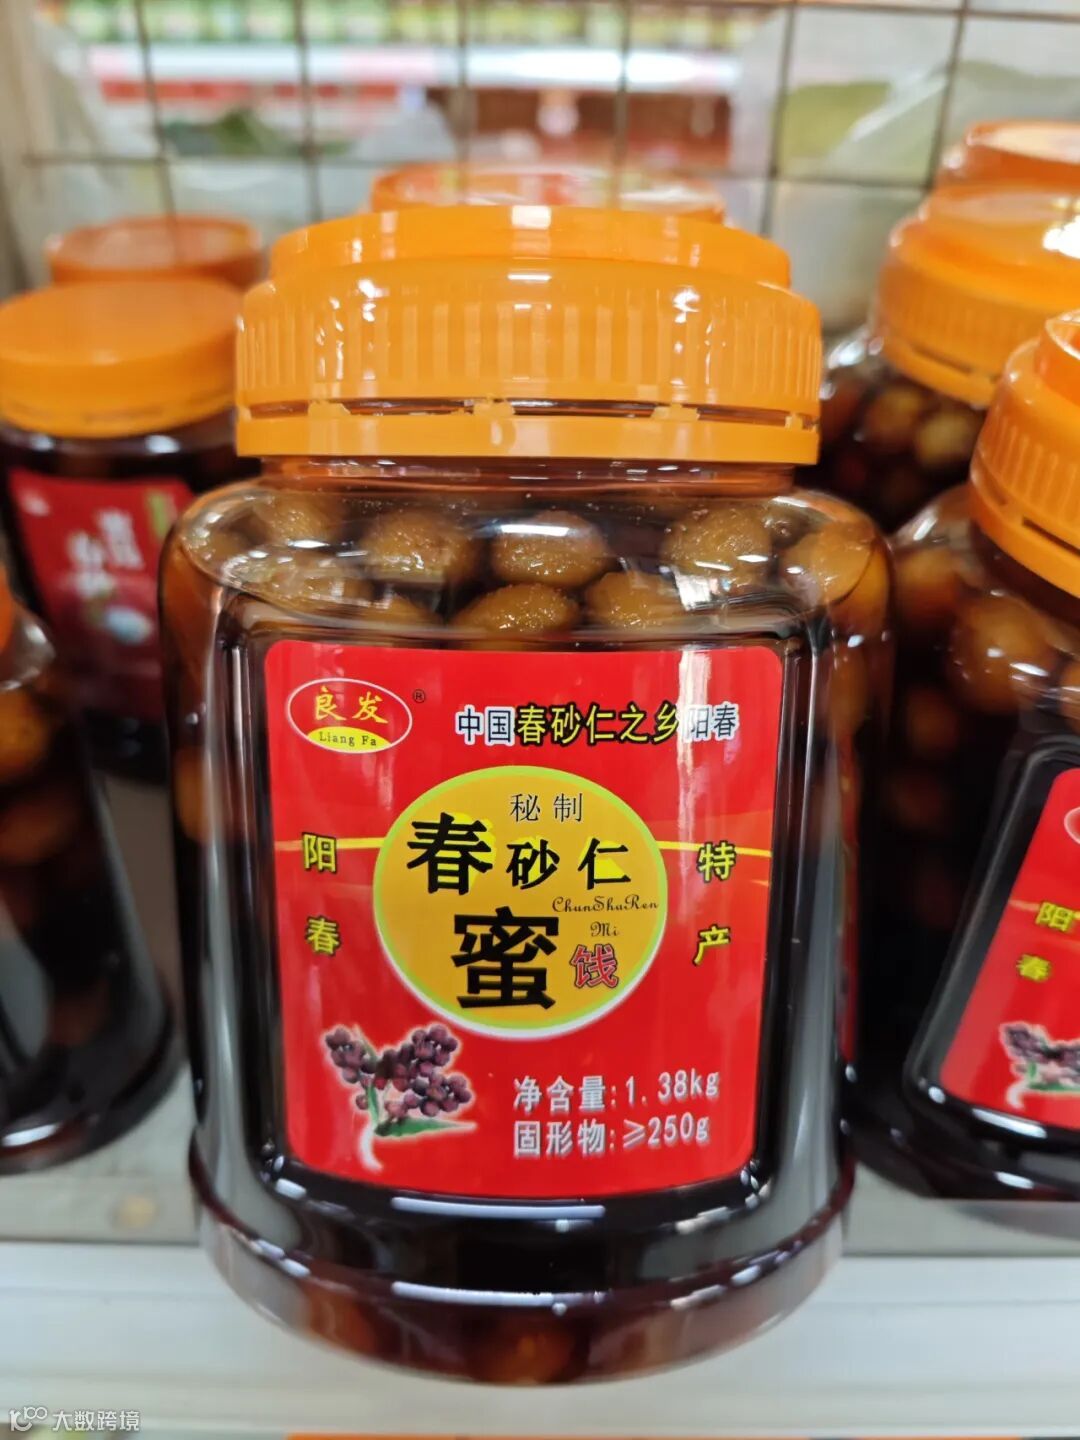 良发®
Liang Fa
中国春砂仁之乡阳春
秘制
春砂仁
ChunShaRen
Mi
蜜饯
阳春
特产
净含量:1.38kg
固形物:≥250g
阳
春
大数跨境